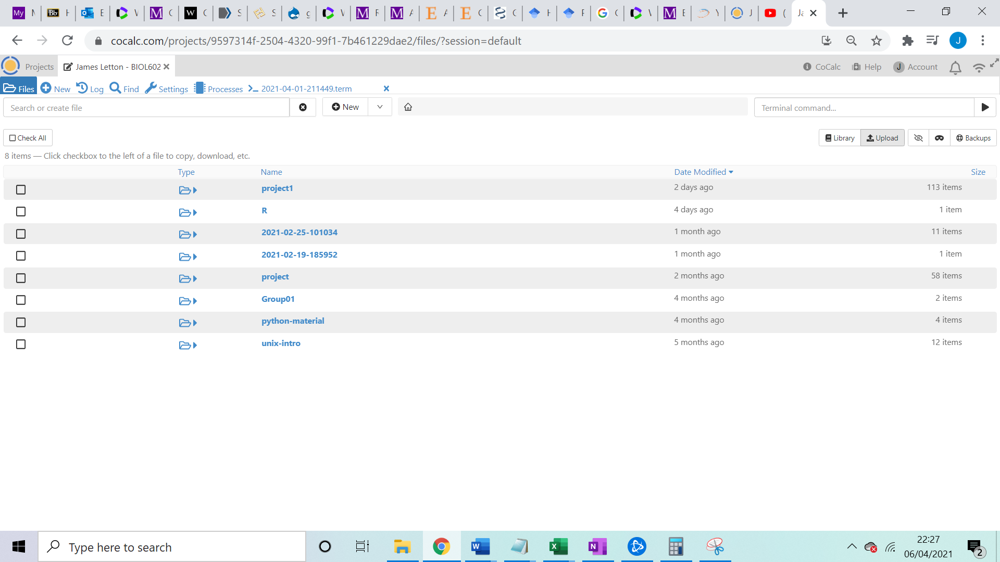 cocalc.com/projects/9597314f-2504-4320-99f1-7b461229dae2/files/?session=default
Projects James Letton - BIOL602 CoCalc Help J Account
Files New Log Find Settings Processes 2021-04-01-211449.term
Search or create file New Terminal command...
Check All Library Upload Backups
8 items — Click checkbox to the left of a file to copy, download, etc.
Type Name Date Modified Size
project1 2 days ago 113 items
R 4 days ago 1 item
2021-02-25-101034 1 month ago 11 items
2021-02-19-185952 1 month ago 1 item
project 2 months ago 58 items
Group01 4 months ago 2 items
python-material 4 months ago 4 items
unix-intro 5 months ago 12 items
Type here to search
22:27
06/04/2021
2